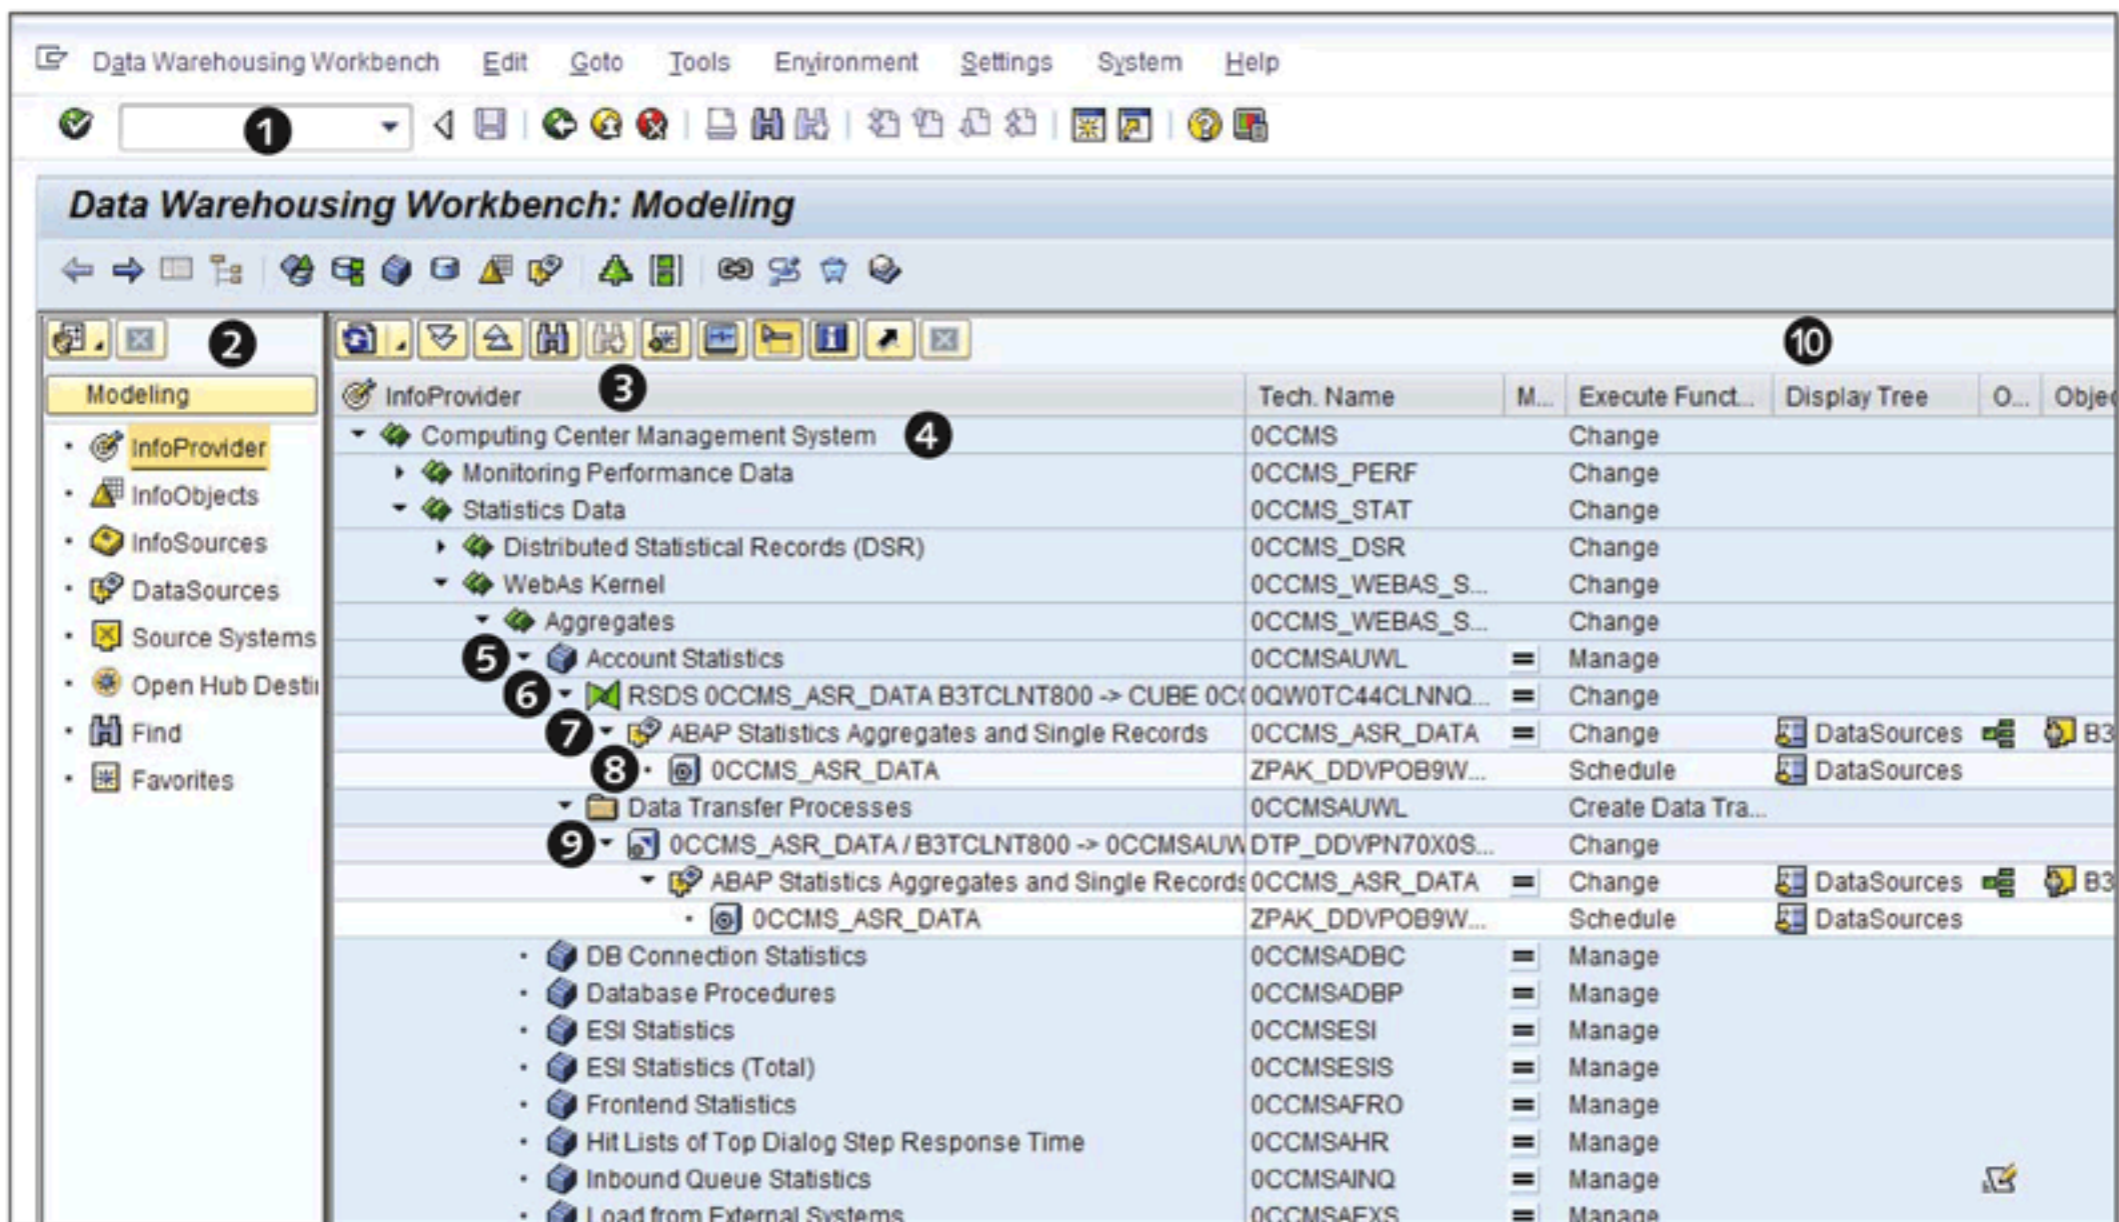 Data Warehousing Workbench Edit Goto Tools Environment Settings System Help
1
Data Warehousing Workbench: Modeling
2
10
Modeling
InfoProvider
InfoObjects
InfoSources
DataSources
Source Systems
Open Hub Desti
Find
Favorites
3
InfoProvider Tech. Name M... Execute Funct... Display Tree O... Objec
Computing Center Management System 4 0CCMS Change
Monitoring Performance Data 0CCMS_PERF Change
Statistics Data 0CCMS_STAT Change
Distributed Statistical Records (DSR) 0CCMS_DSR Change
WebAs Kernel 0CCMS_WEBAS_S... Change
Aggregates 0CCMS_WEBAS_S... Change
5 Account Statistics 0CCMSAUWL = Manage
6 RSDS 0CCMS_ASR_DATA B3TCLNT800 -> CUBE 0C 0QW0TC44CLNNQ... = Change
7 ABAP Statistics Aggregates and Single Records 0CCMS_ASR_DATA = Change DataSources B3
8 0CCMS_ASR_DATA ZPAK_DDVPOB9W... Schedule DataSources
Data Transfer Processes 0CCMSAUWL Create Data Tra...
9 0CCMS_ASR_DATA / B3TCLNT800 -> 0CCMSAUW DTP_DDVPN70X0S... Change
ABAP Statistics Aggregates and Single Records 0CCMS_ASR_DATA = Change DataSources B3
0CCMS_ASR_DATA ZPAK_DDVPOB9W... Schedule DataSources
DB Connection Statistics 0CCMSADBC = Manage
Database Procedures 0CCMSADBP = Manage
ESI Statistics 0CCMSESI = Manage
ESI Statistics (Total) 0CCMSESIS = Manage
Frontend Statistics 0CCMSAFRO = Manage
Hit Lists of Top Dialog Step Response Time 0CCMSAHR = Manage
Inbound Queue Statistics 0CCMSAINQ = Manage
Load from External Systems 0CCMSAEXS = Manage